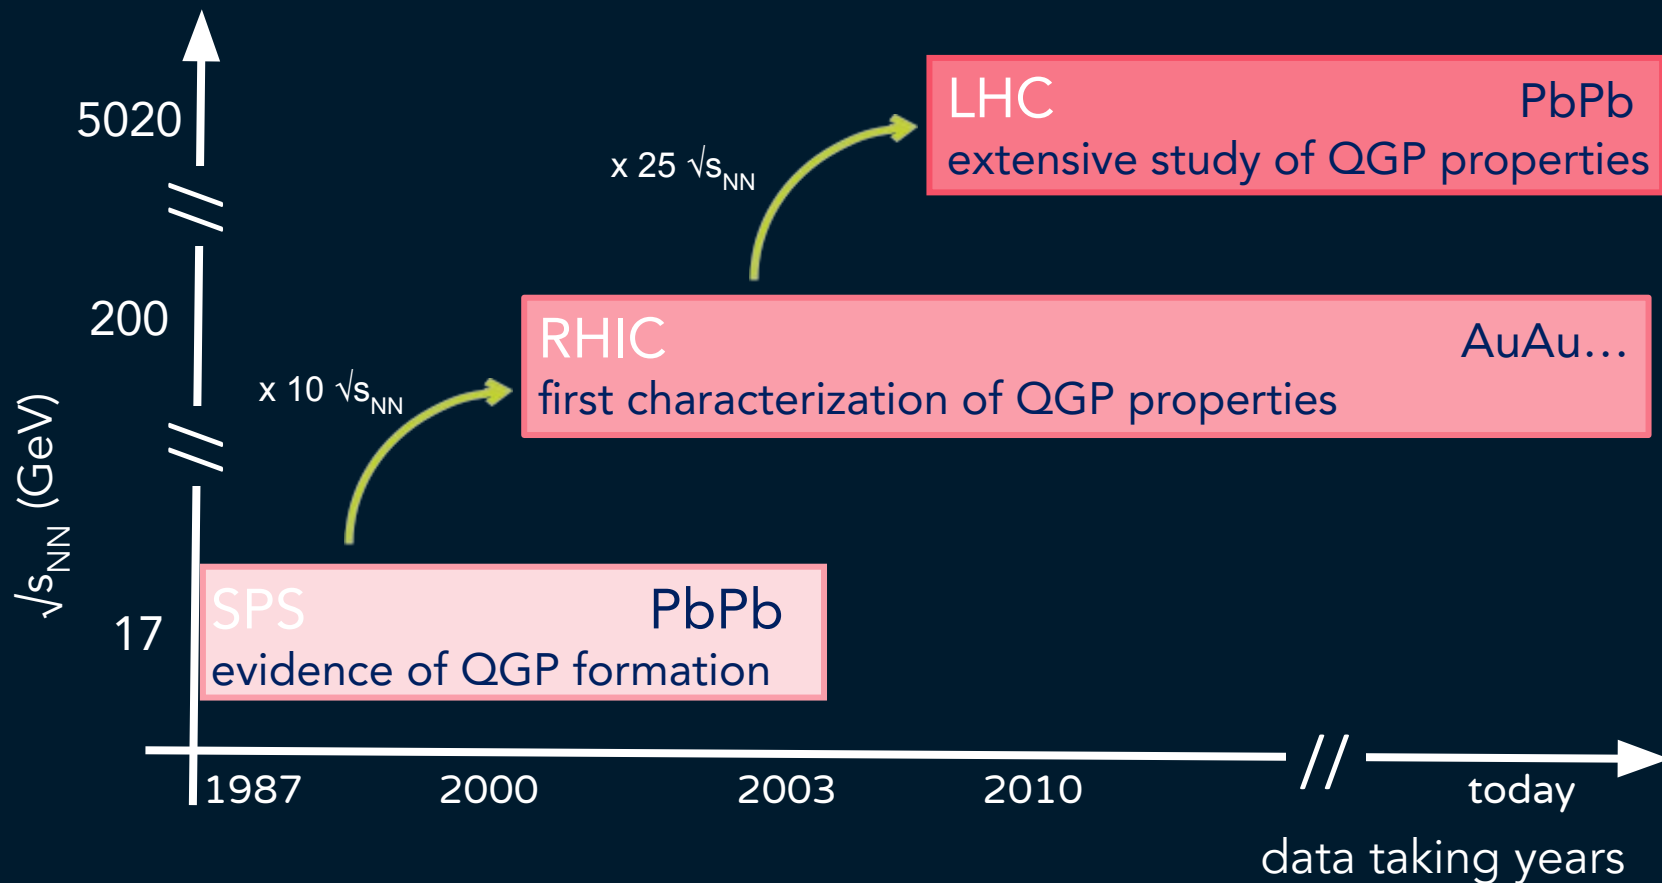 5020
LHC PbPb
extensive study of QGP properties
x 25 √sNN
200
RHIC AuAu...
first characterization of QGP properties
x 10 √sNN
√sNN (GeV)
17
SPS PbPb
evidence of QGP formation
1987 2000 2003 2010 today
data taking years